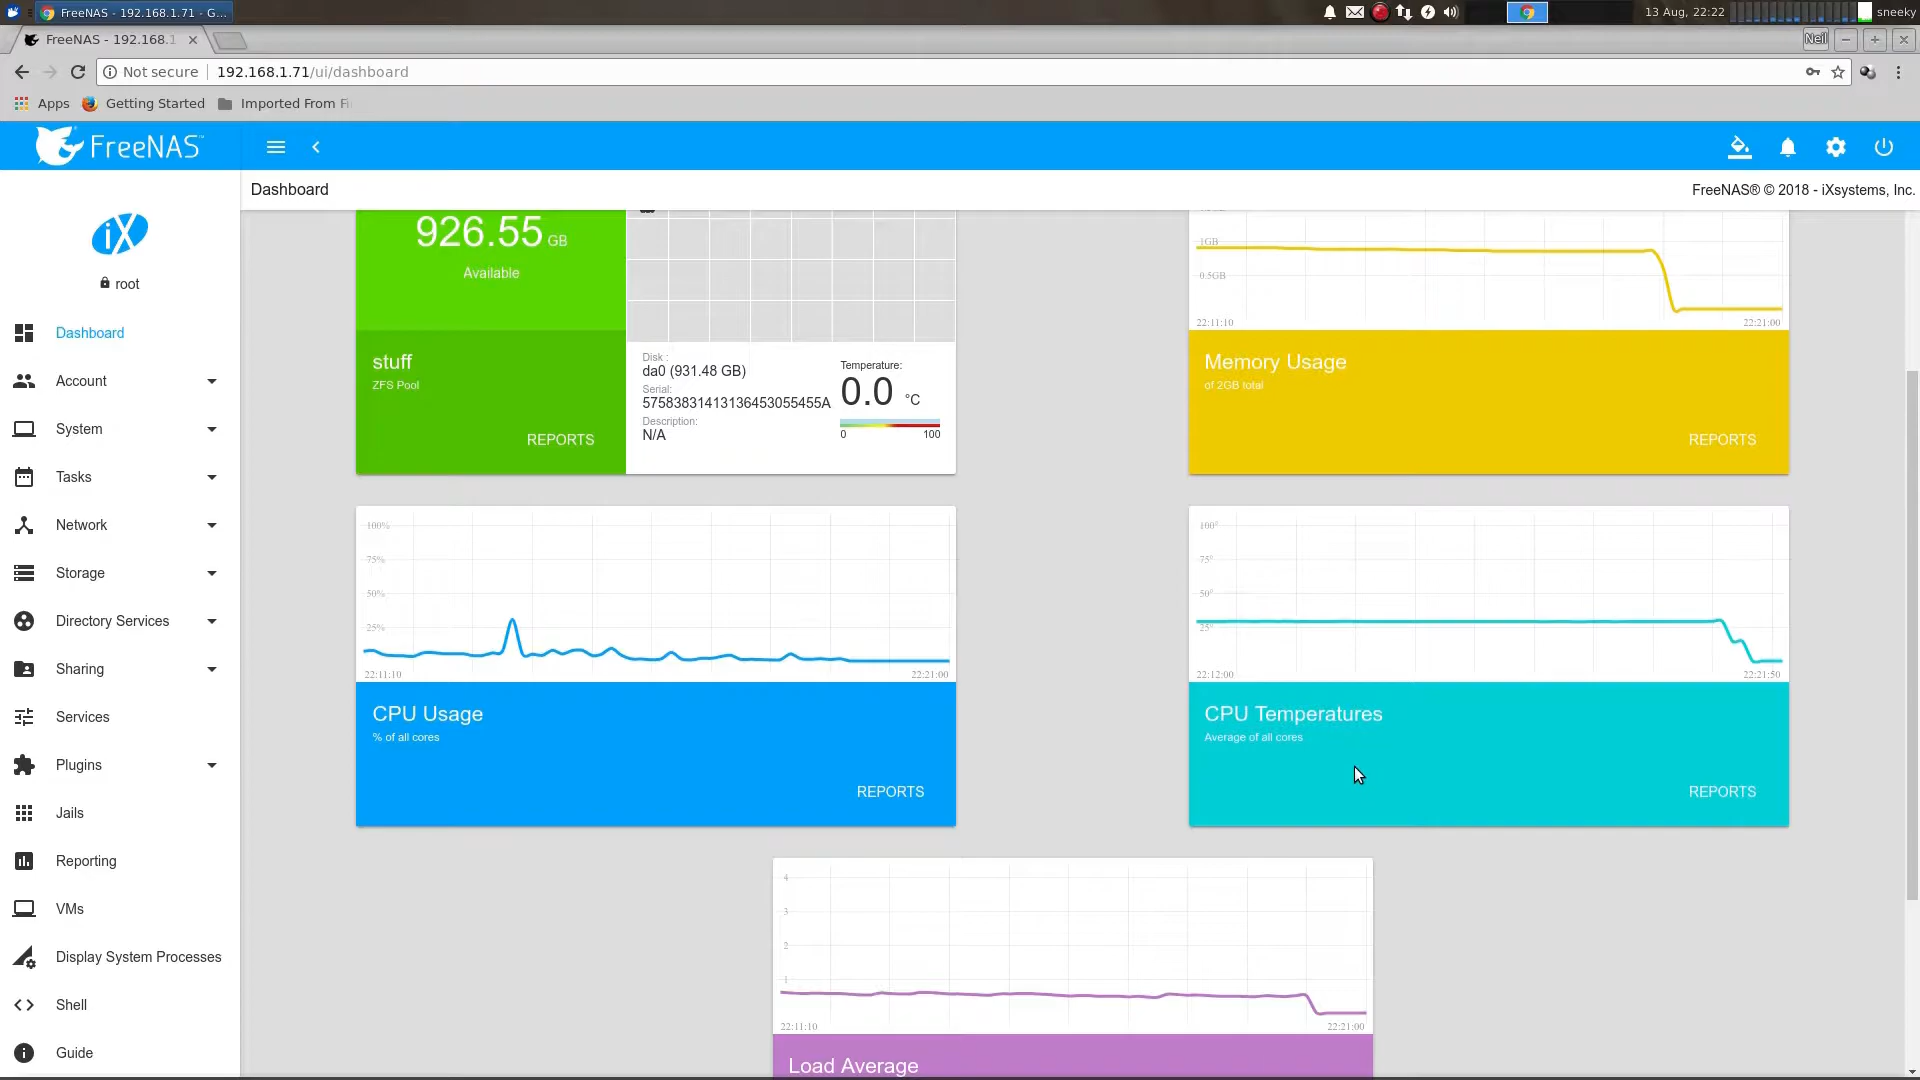 FreeNAS - 192.168.1.71 - G...
13 Aug, 22:22
sneeky
FreeNAS - 192.168.1
Neil
Not secure
192.168.1.71/ui/dashboard
Apps
Getting Started
Imported From Fi
FreeNAS™
Dashboard
FreeNAS® © 2018 - iXsystems, Inc.
iX
root
Dashboard
Account
System
Tasks
Network
Storage
Directory Services
Sharing
Services
Plugins
Jails
Reporting
VMs
Display System Processes
Shell
Guide
926.55 GB
Available
stuff
ZFS Pool
REPORTS
Disk :
da0 (931.48 GB)
Serial:
57583831413136453055455A
Description:
N/A
Temperature:
0.0 °C
0
100
1GB
0.5GB
22:11:10
22:21:00
Memory Usage
of 2GB total
REPORTS
100%
75%
50%
25%
22:11:10
22:21:00
CPU Usage
% of all cores
REPORTS
100°
75°
50°
25°
22:12:00
22:21:50
CPU Temperatures
Average of all cores
REPORTS
4
3
2
1
22:11:10
22:21:00
Load Average